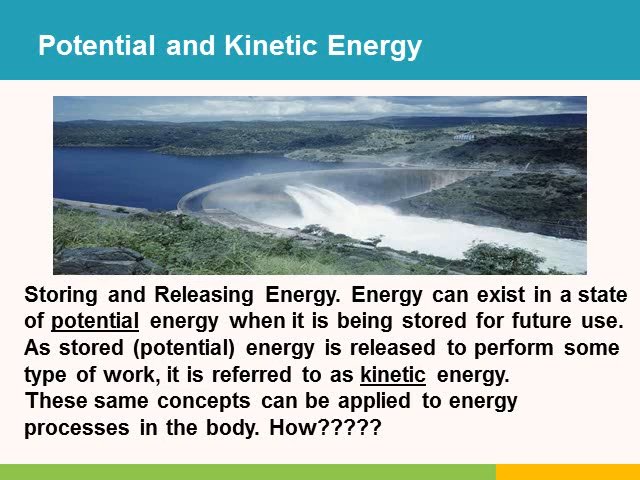 Potential and Kinetic Energy
Storing and Releasing Energy. Energy can exist in a state
of potential energy when it is being stored for future use.
As stored (potential) energy is released to perform some
type of work, it is referred to as kinetic energy.
These same concepts can be applied to energy
processes in the body. How?????